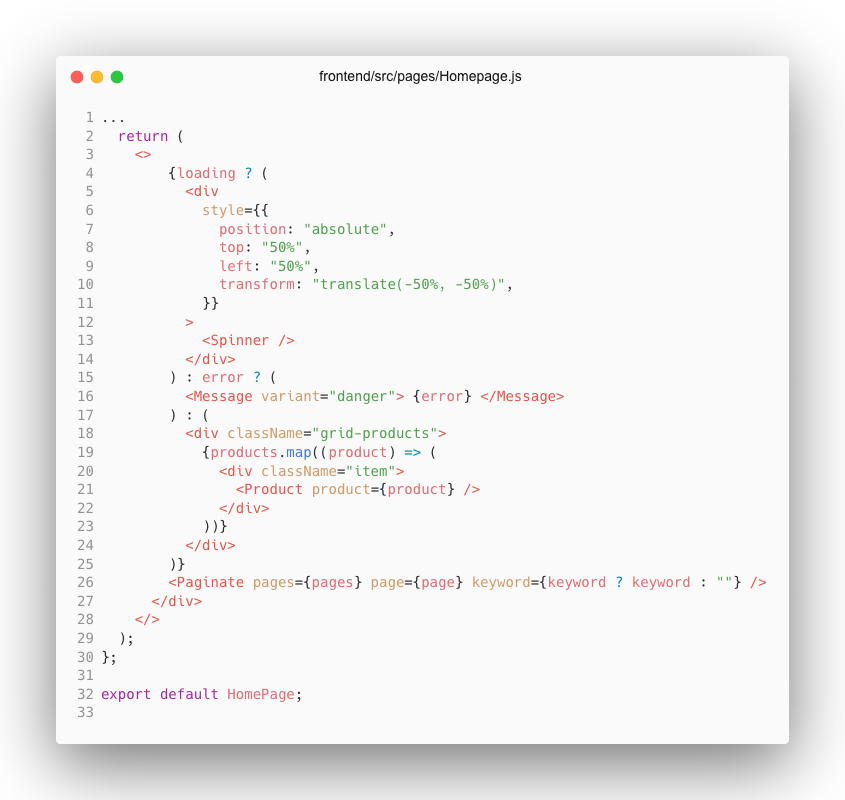 frontend/src/pages/Homepage.js
1 ...
2   return (
3     <>
4         {loading ? (
5           <div
6             style={{
7               position: "absolute",
8               top: "50%",
9               left: "50%",
10               transform: "translate(-50%, -50%)",
11             }}
12           >
13             <Spinner />
14           </div>
15         ) : error ? (
16           <Message variant="danger"> {error} </Message>
17         ) : (
18           <div className="grid-products">
19             {products.map((product) => (
20               <div className="item">
21                 <Product product={product} />
22               </div>
23             ))}
24           </div>
25         )}
26         <Paginate pages={pages} page={page} keyword={keyword ? keyword : ""} />
27       </div>
28     </>
29   );
30 };
31
32 export default HomePage;
33